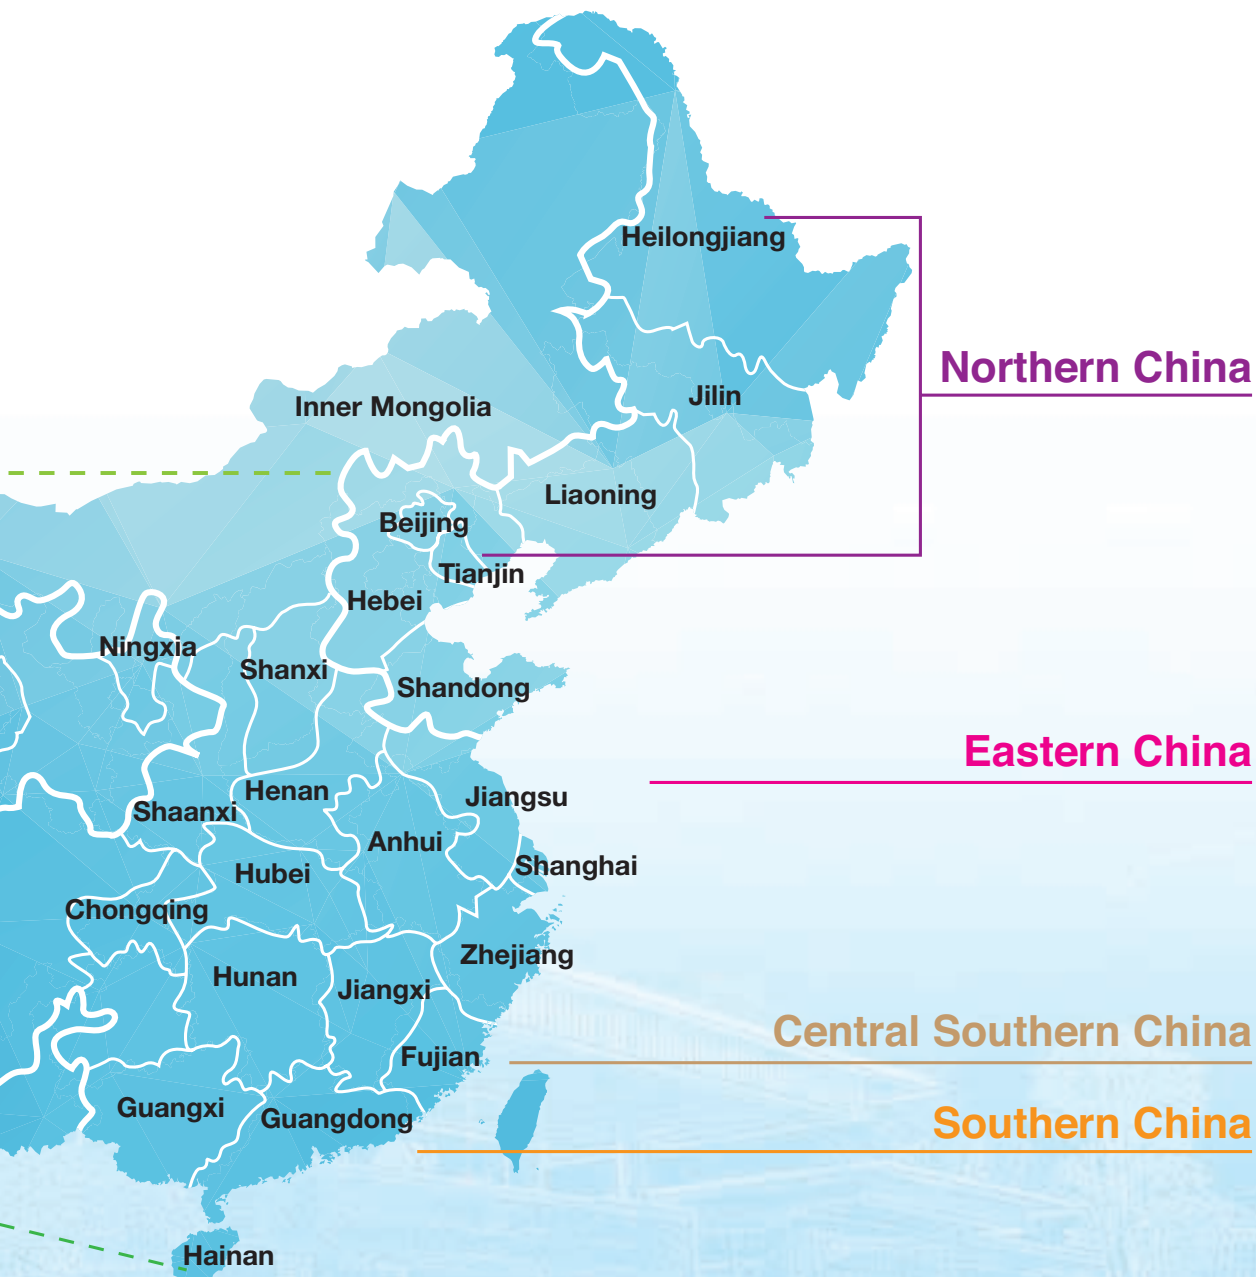 Heilongjiang
Northern China
Jilin
Inner Mongolia
Liaoning
Beijing
Tianjin
Hebei
Ningxia
Shanxi
Shandong
Eastern China
Henan
Jiangsu
Shaanxi
Anhui
Shanghai
Hubei
Chongqing
Zhejiang
Hunan
Jiangxi
Central Southern China
Fujian
Guangxi
Guangdong
Southern China
Hainan